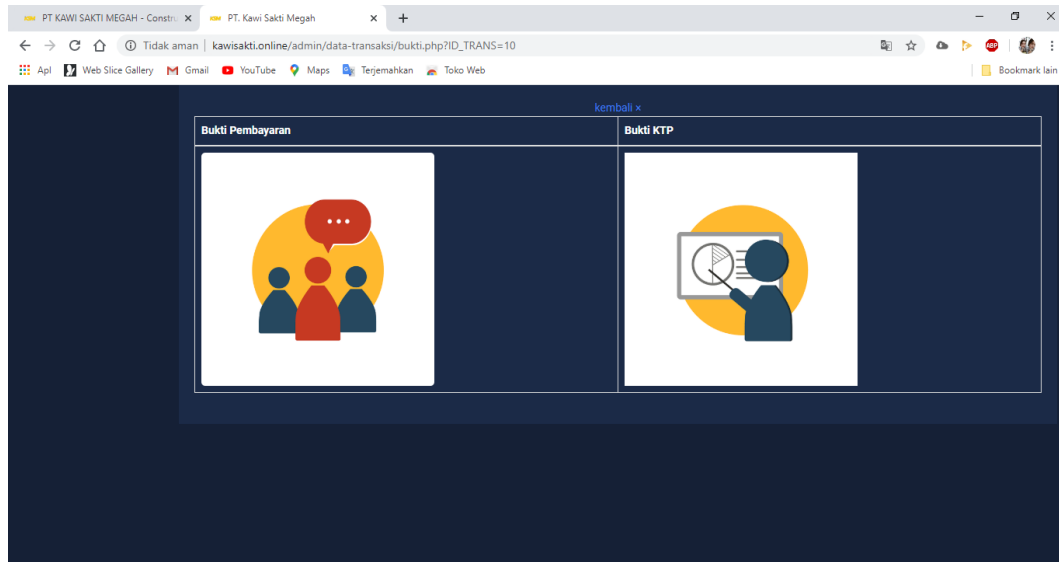 PT KAWI SAKTI MEGAH - Constru
PT. Kawi Sakti Megah
Tidak aman | kawisakti.online/admin/data-transaksi/bukti.php?ID_TRANS=10
ABP
Apl Web Slice Gallery Gmail YouTube Maps Terjemahkan Toko Web Bookmark lain
kembali ×
Bukti Pembayaran Bukti KTP